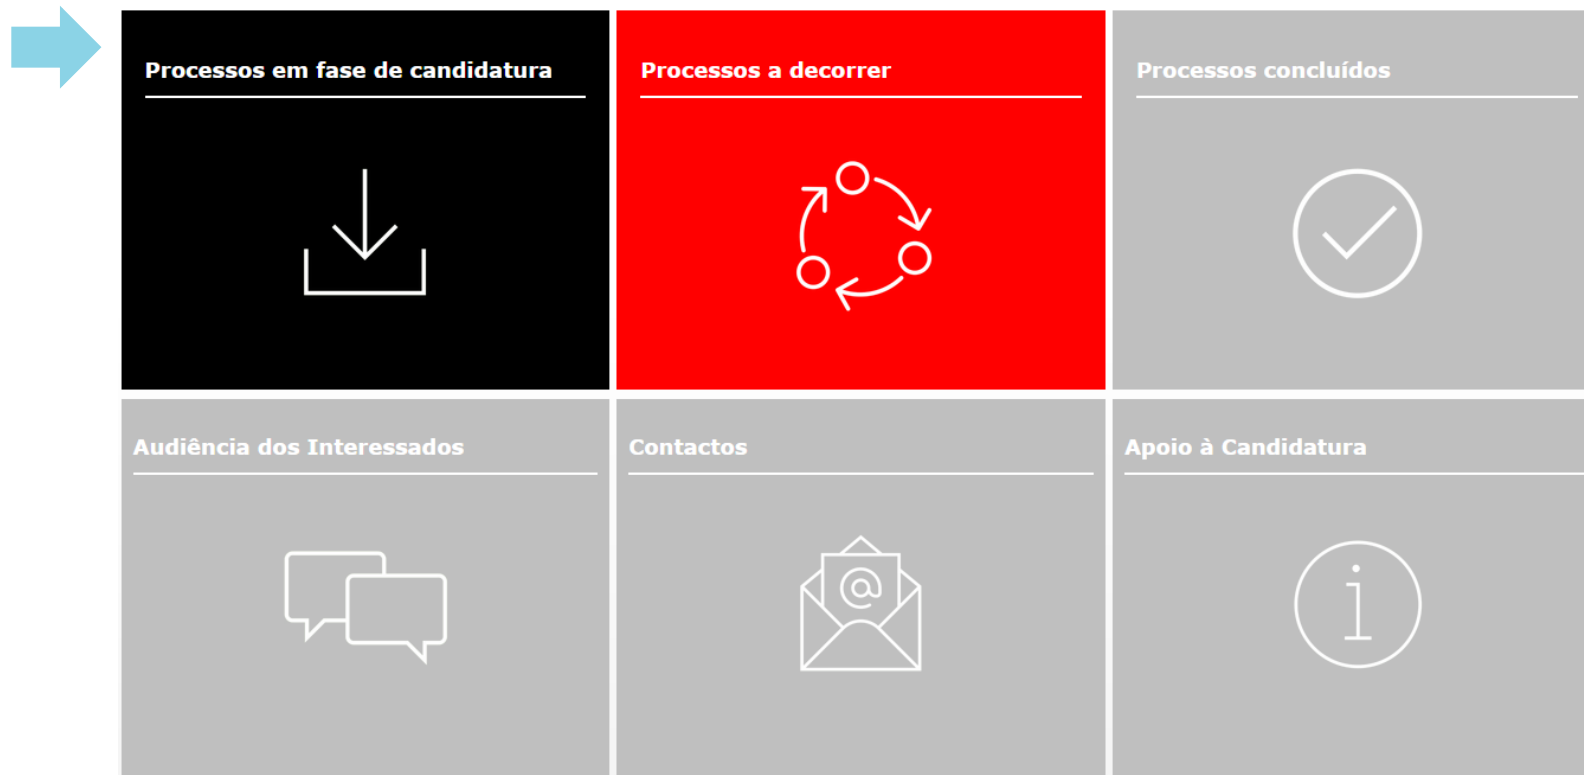 Processos em fase de candidatura
Processos a decorrer
Processos concluídos
Audiência dos Interessados
Contactos
@
Apoio à Candidatura
i